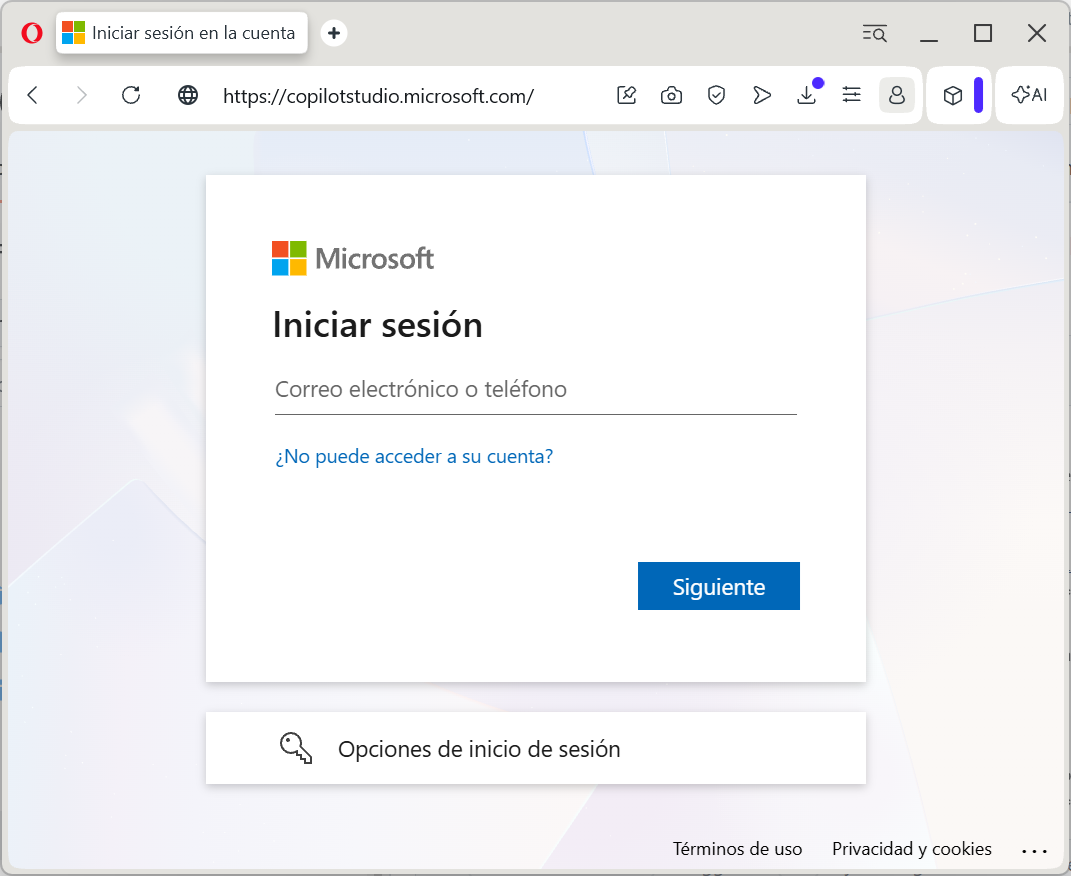 Iniciar sesión en la cuenta
https://copilotstudio.microsoft.com/
AI
Microsoft
Iniciar sesión
Correo electrónico o teléfono
¿No puede acceder a su cuenta?
Siguiente
Opciones de inicio de sesión
Términos de uso
Privacidad y cookies